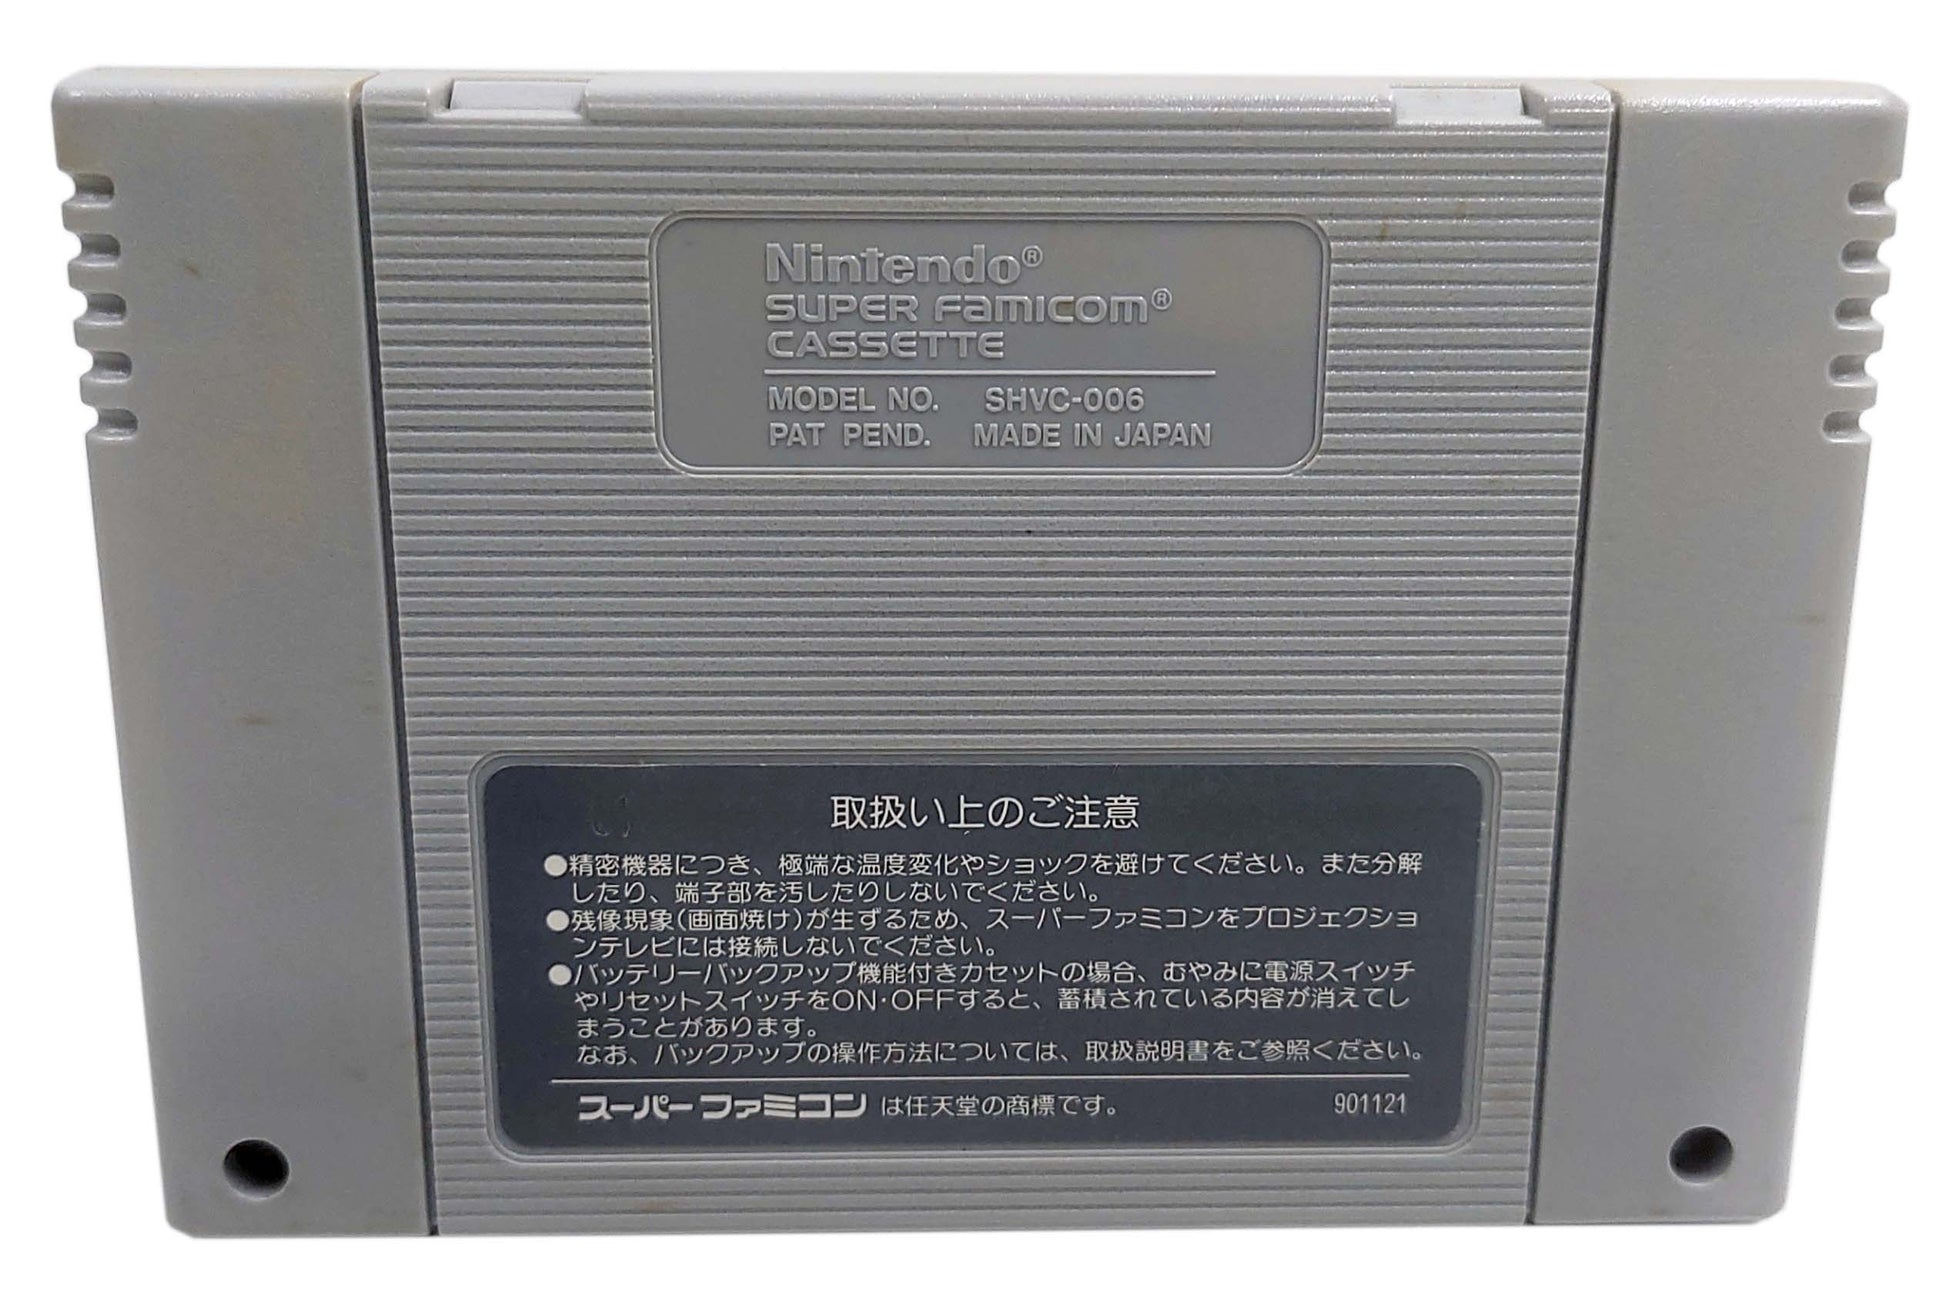 Nintendo®
SUPER FAMICOM®
CASSETTE
MODEL NO. SHVC-006
PAT PEND. MADE IN JAPAN
取扱い上のご注意
●精密機器につき、極端な温度変化やショックを避けてください。また分解
したり、端子部を汚したりしないでください。
●残像現象(画面焼け)が生ずるため、スーパーファミコンをプロジェクショ
ンテレビには接続しないでください。
●バッテリーバックアップ機能付きカセットの場合、むやみに電源スイッチ
やリセットスイッチをON・OFFすると、蓄積されている内容が消えてし
まうことがあります。
なお、バックアップの操作方法については、取扱説明書をご参照ください。
スーパーファミコン は任天堂の商標です。 901121